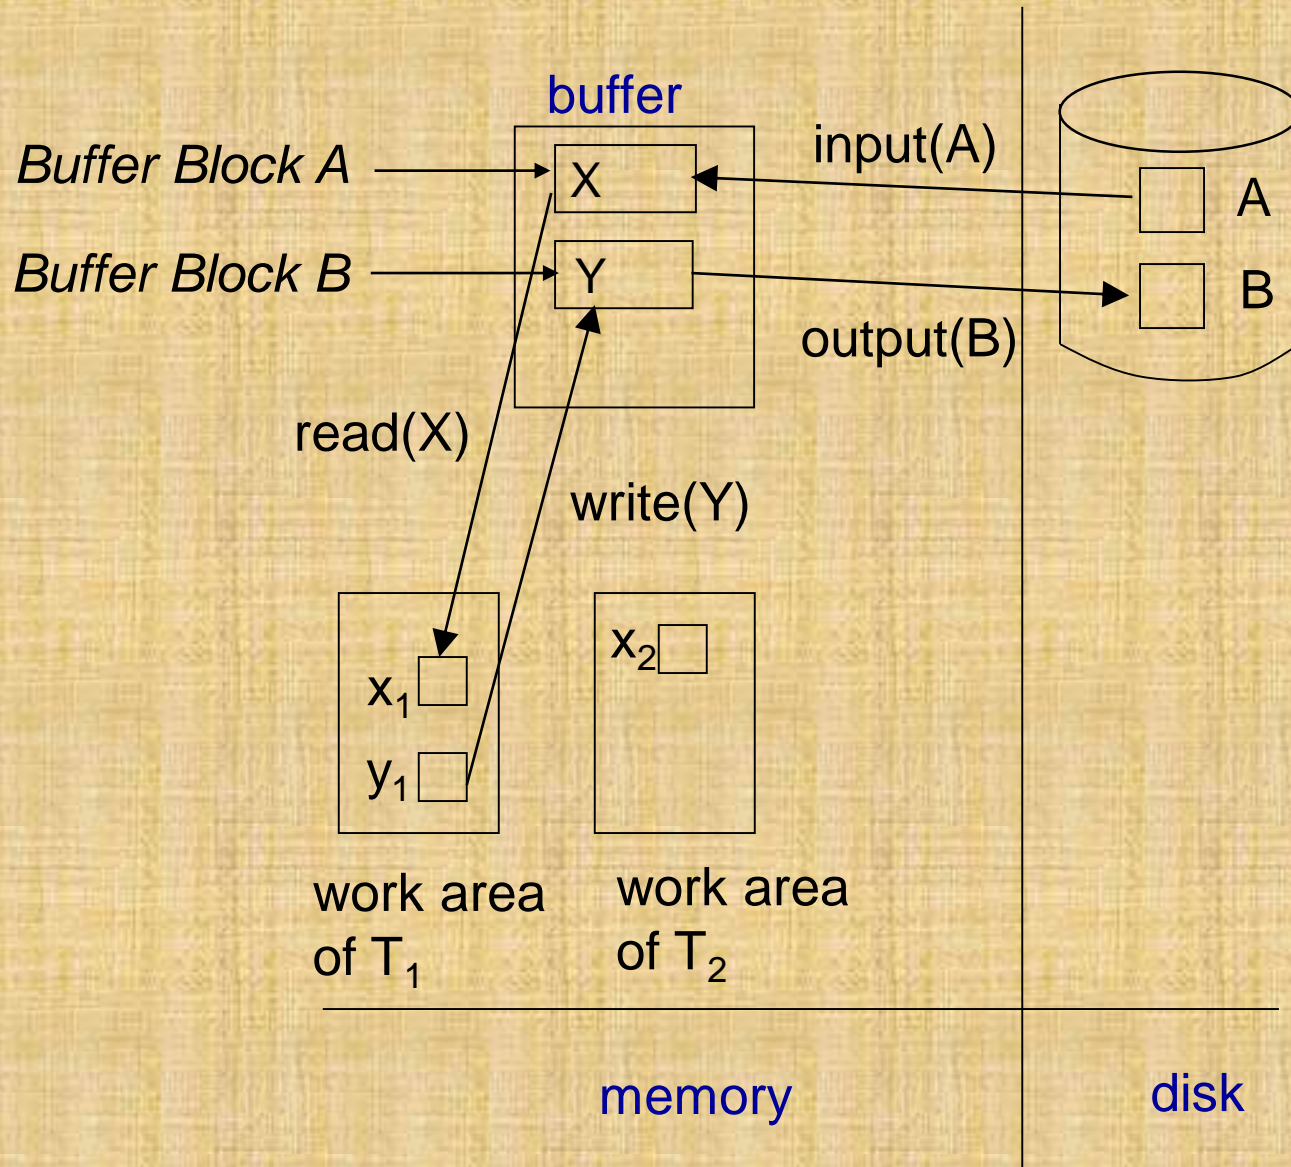 buffer
Buffer Block A
X
input(A)
A
Buffer Block B
Y
output(B)
B
read(X)
write(Y)
x₁
y₁
x₂
work area
of T₁
work area
of T₂
memory
disk